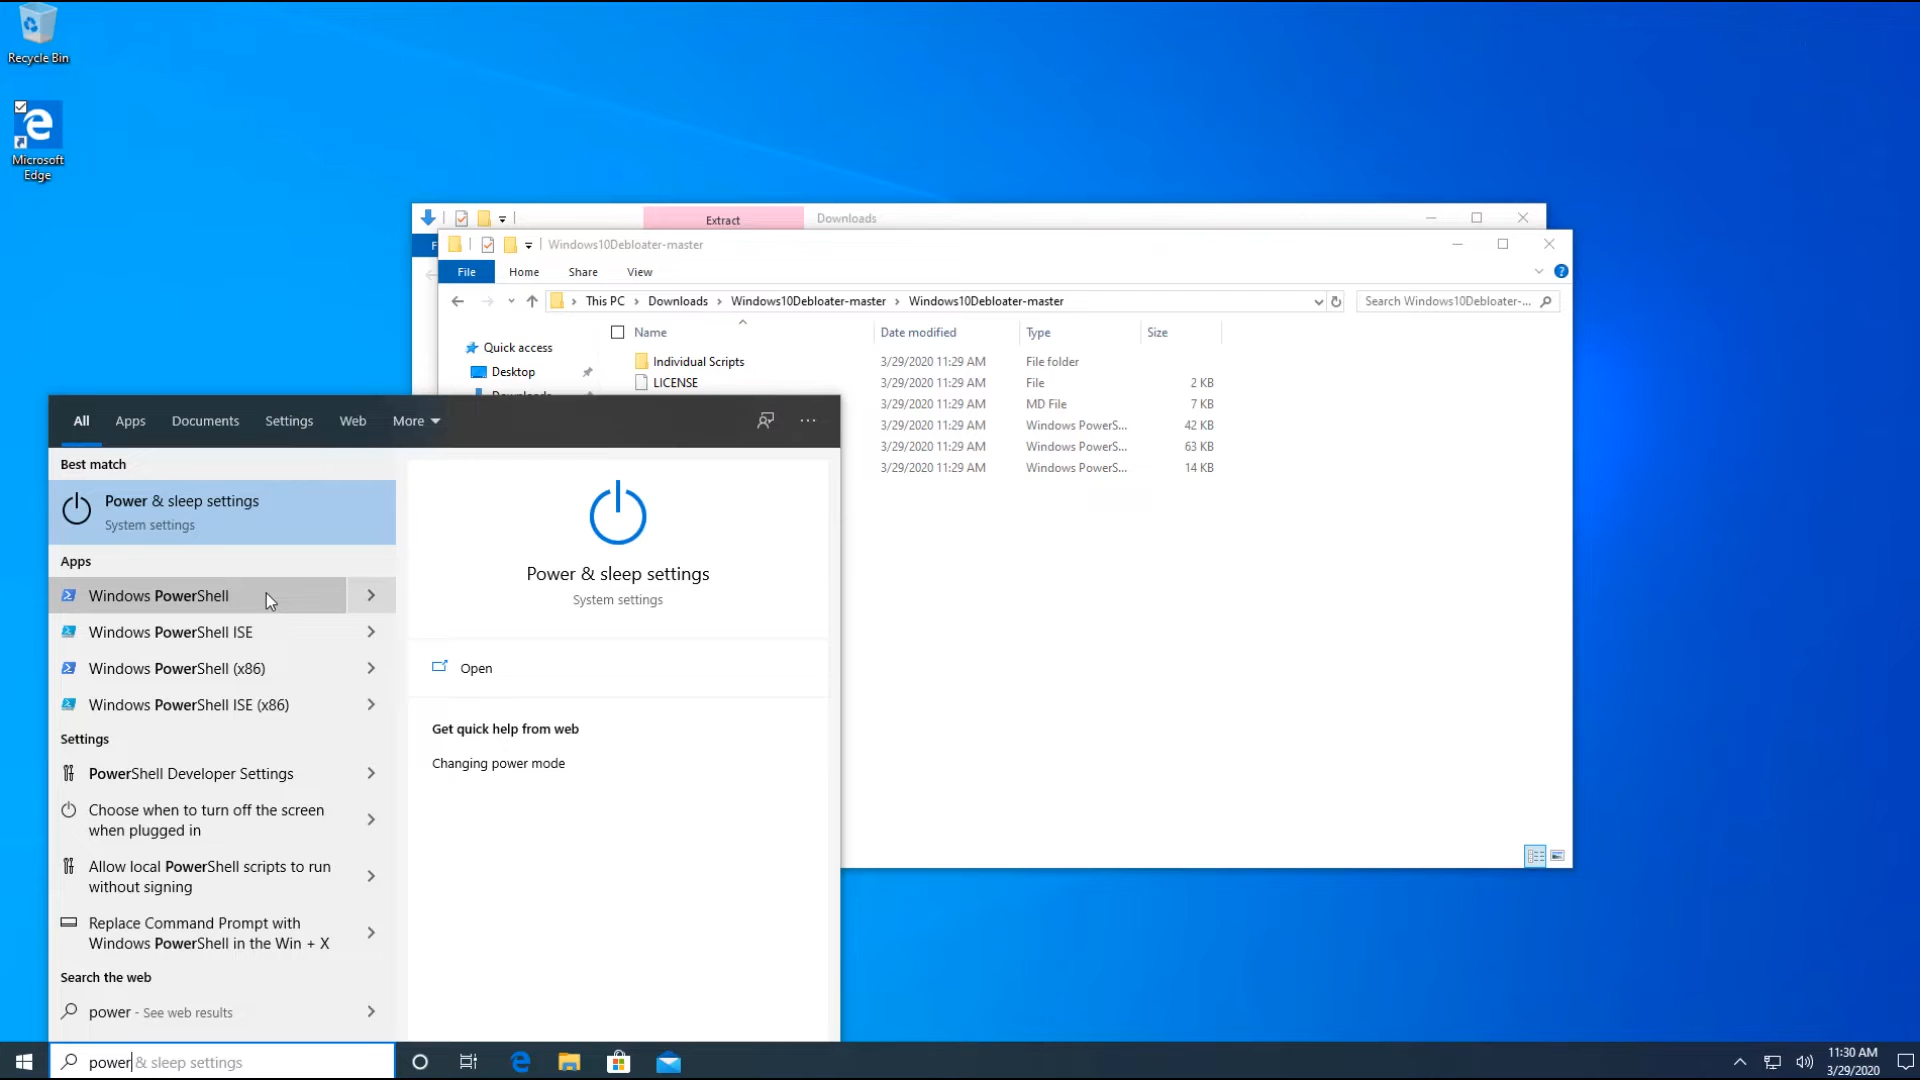 Recycle Bin
Microsoft
Edge
Extract
Downloads
F
Windows10Debloater-master
File
Home
Share
View
This PC
Downloads
Windows10Debloater-master
Windows10Debloater-master
Search Windows10Debloater-...
Name
Date modified
Type
Size
Quick access
Desktop
Individual Scripts
3/29/2020 11:29 AM
File folder
LICENSE
3/29/2020 11:29 AM
File
2 KB
3/29/2020 11:29 AM
MD File
7 KB
3/29/2020 11:29 AM
Windows PowerS...
42 KB
3/29/2020 11:29 AM
Windows PowerS...
63 KB
3/29/2020 11:29 AM
Windows PowerS...
14 KB
All
Apps
Documents
Settings
Web
More
Best match
Power & sleep settings
System settings
Apps
Windows PowerShell
Windows PowerShell ISE
Windows PowerShell (x86)
Windows PowerShell ISE (x86)
Settings
PowerShell Developer Settings
Choose when to turn off the screen
when plugged in
Allow local PowerShell scripts to run
without signing
Replace Command Prompt with
Windows PowerShell in the Win + X
Search the web
power - See web results
Power & sleep settings
System settings
Open
Get quick help from web
Changing power mode
power & sleep settings
11:30 AM
3/29/2020